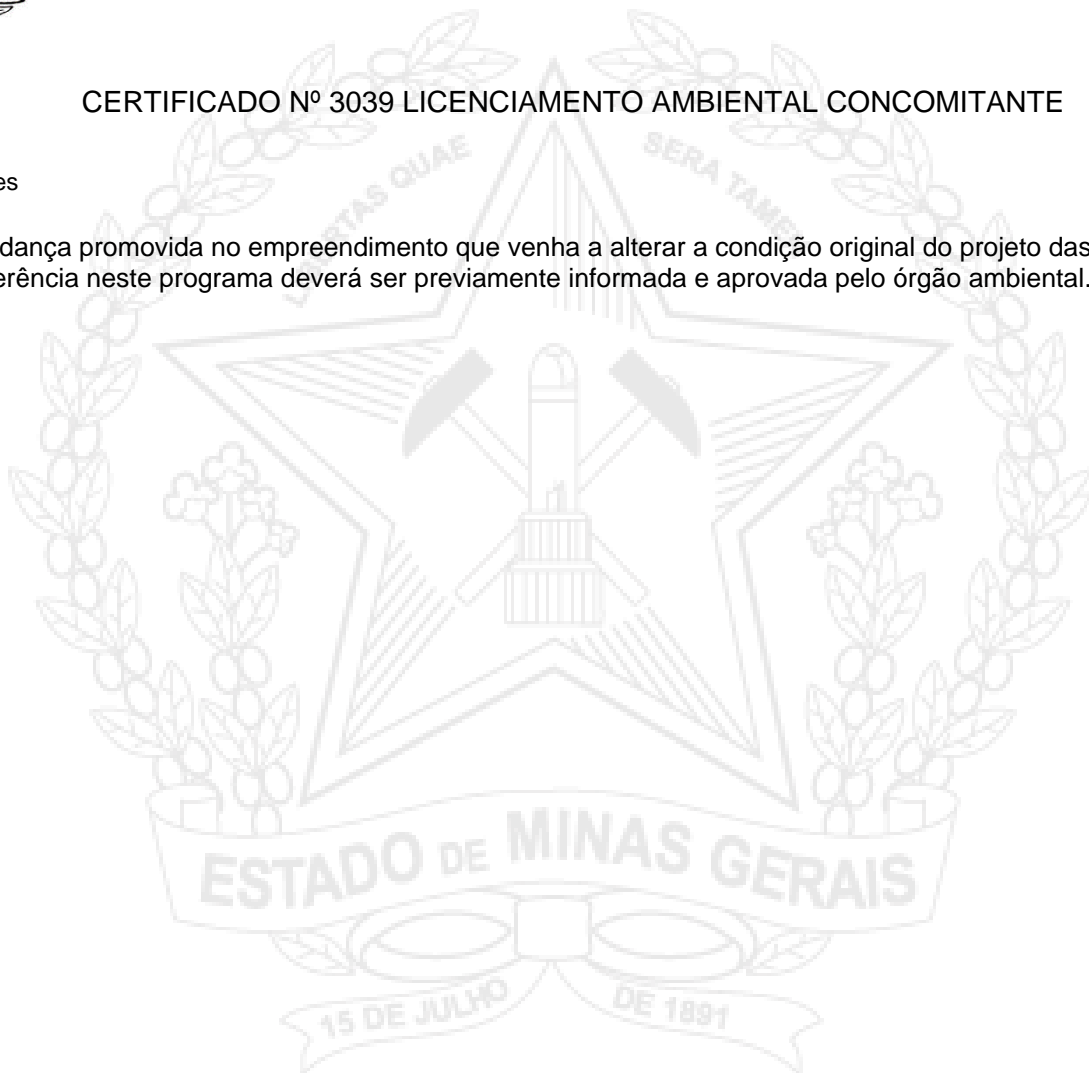 CERTIFICADO Nº 3039 LICENCIAMENTO AMBIENTAL CONCOMITANTE
es
dança promovida no empreendimento que venha a alterar a condição original do projeto das
erência neste programa deverá ser previamente informada e aprovada pelo órgão ambiental.
LIBERTAS QUAE SERA TAMEN
ESTADO DE MINAS GERAIS
15 DE JULHO DE 1891